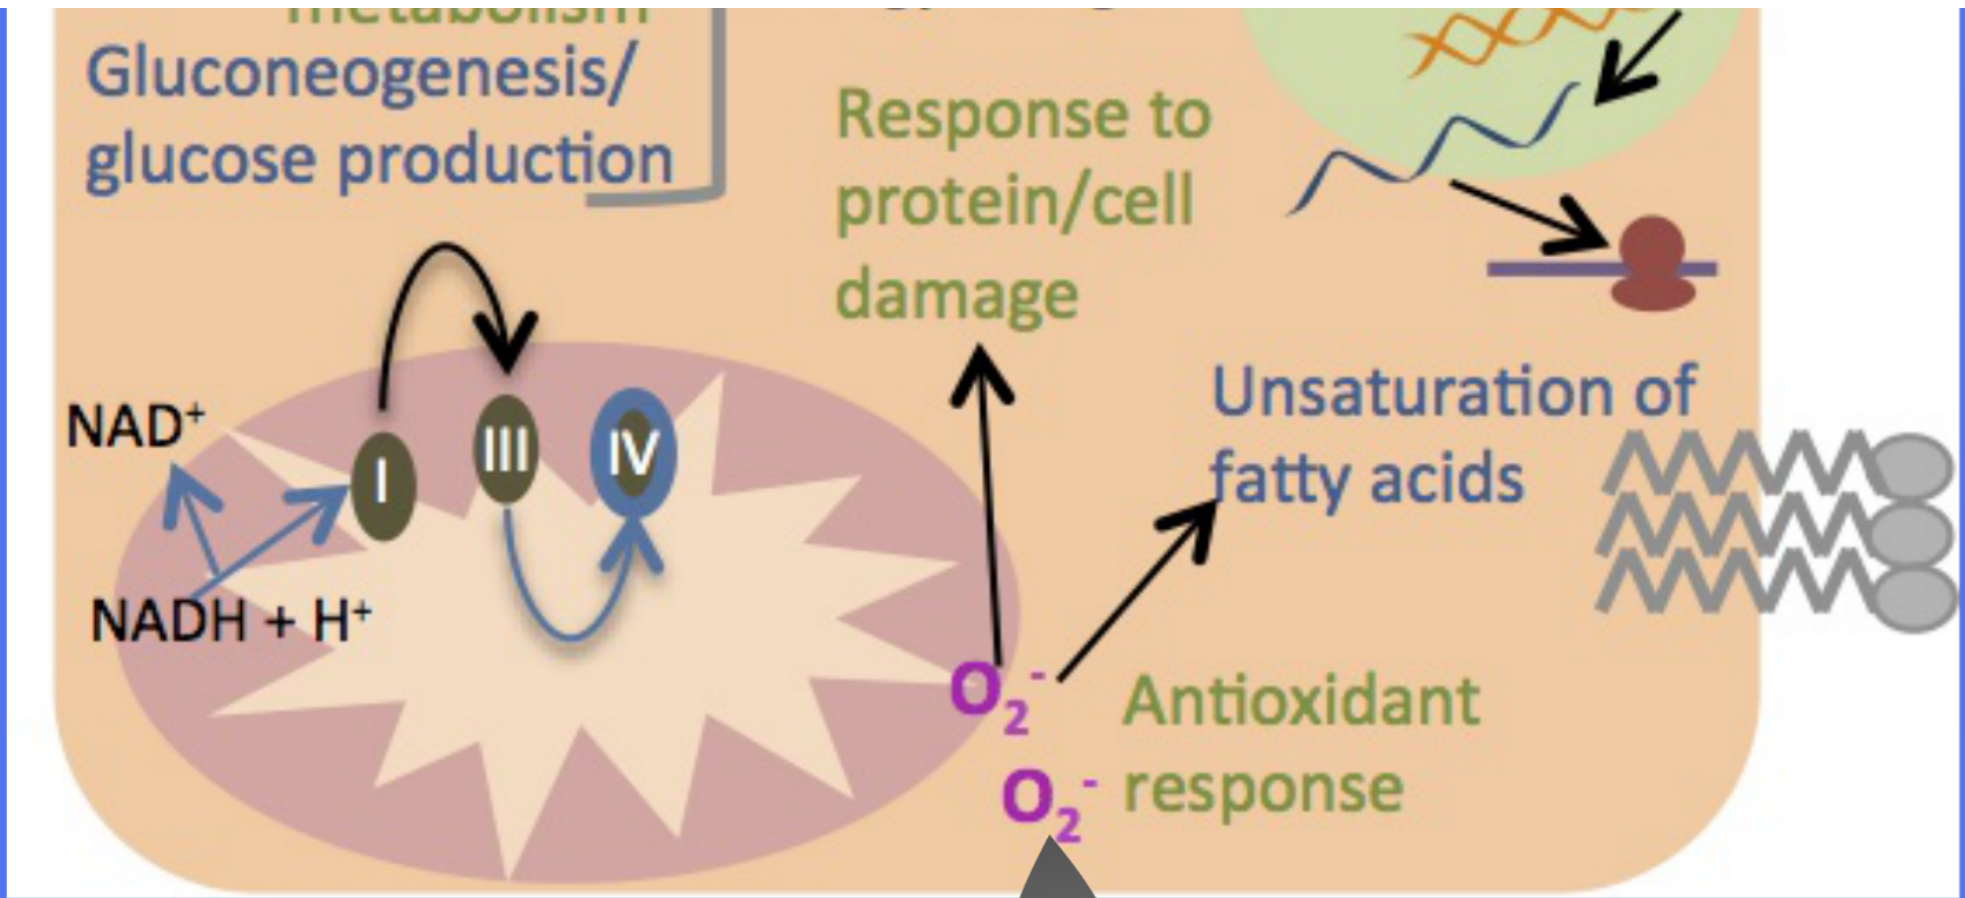 metabolism
Gluconeogenesis/
glucose production
Response to
protein/cell
damage
NAD⁺
I
III
IV
NADH + H⁺
Unsaturation of
fatty acids
O₂⁻
Antioxidant
response
O₂⁻